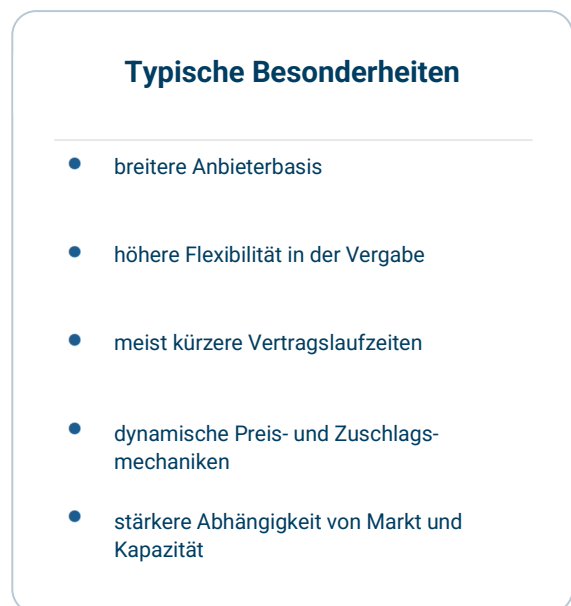 Typische Besonderheiten
breitere Anbieterbasis
höhere Flexibilität in der Vergabe
meist kürzere Vertragslaufzeiten
dynamische Preis- und Zuschlags-
mechaniken
stärkere Abhängigkeit von Markt und
Kapazität